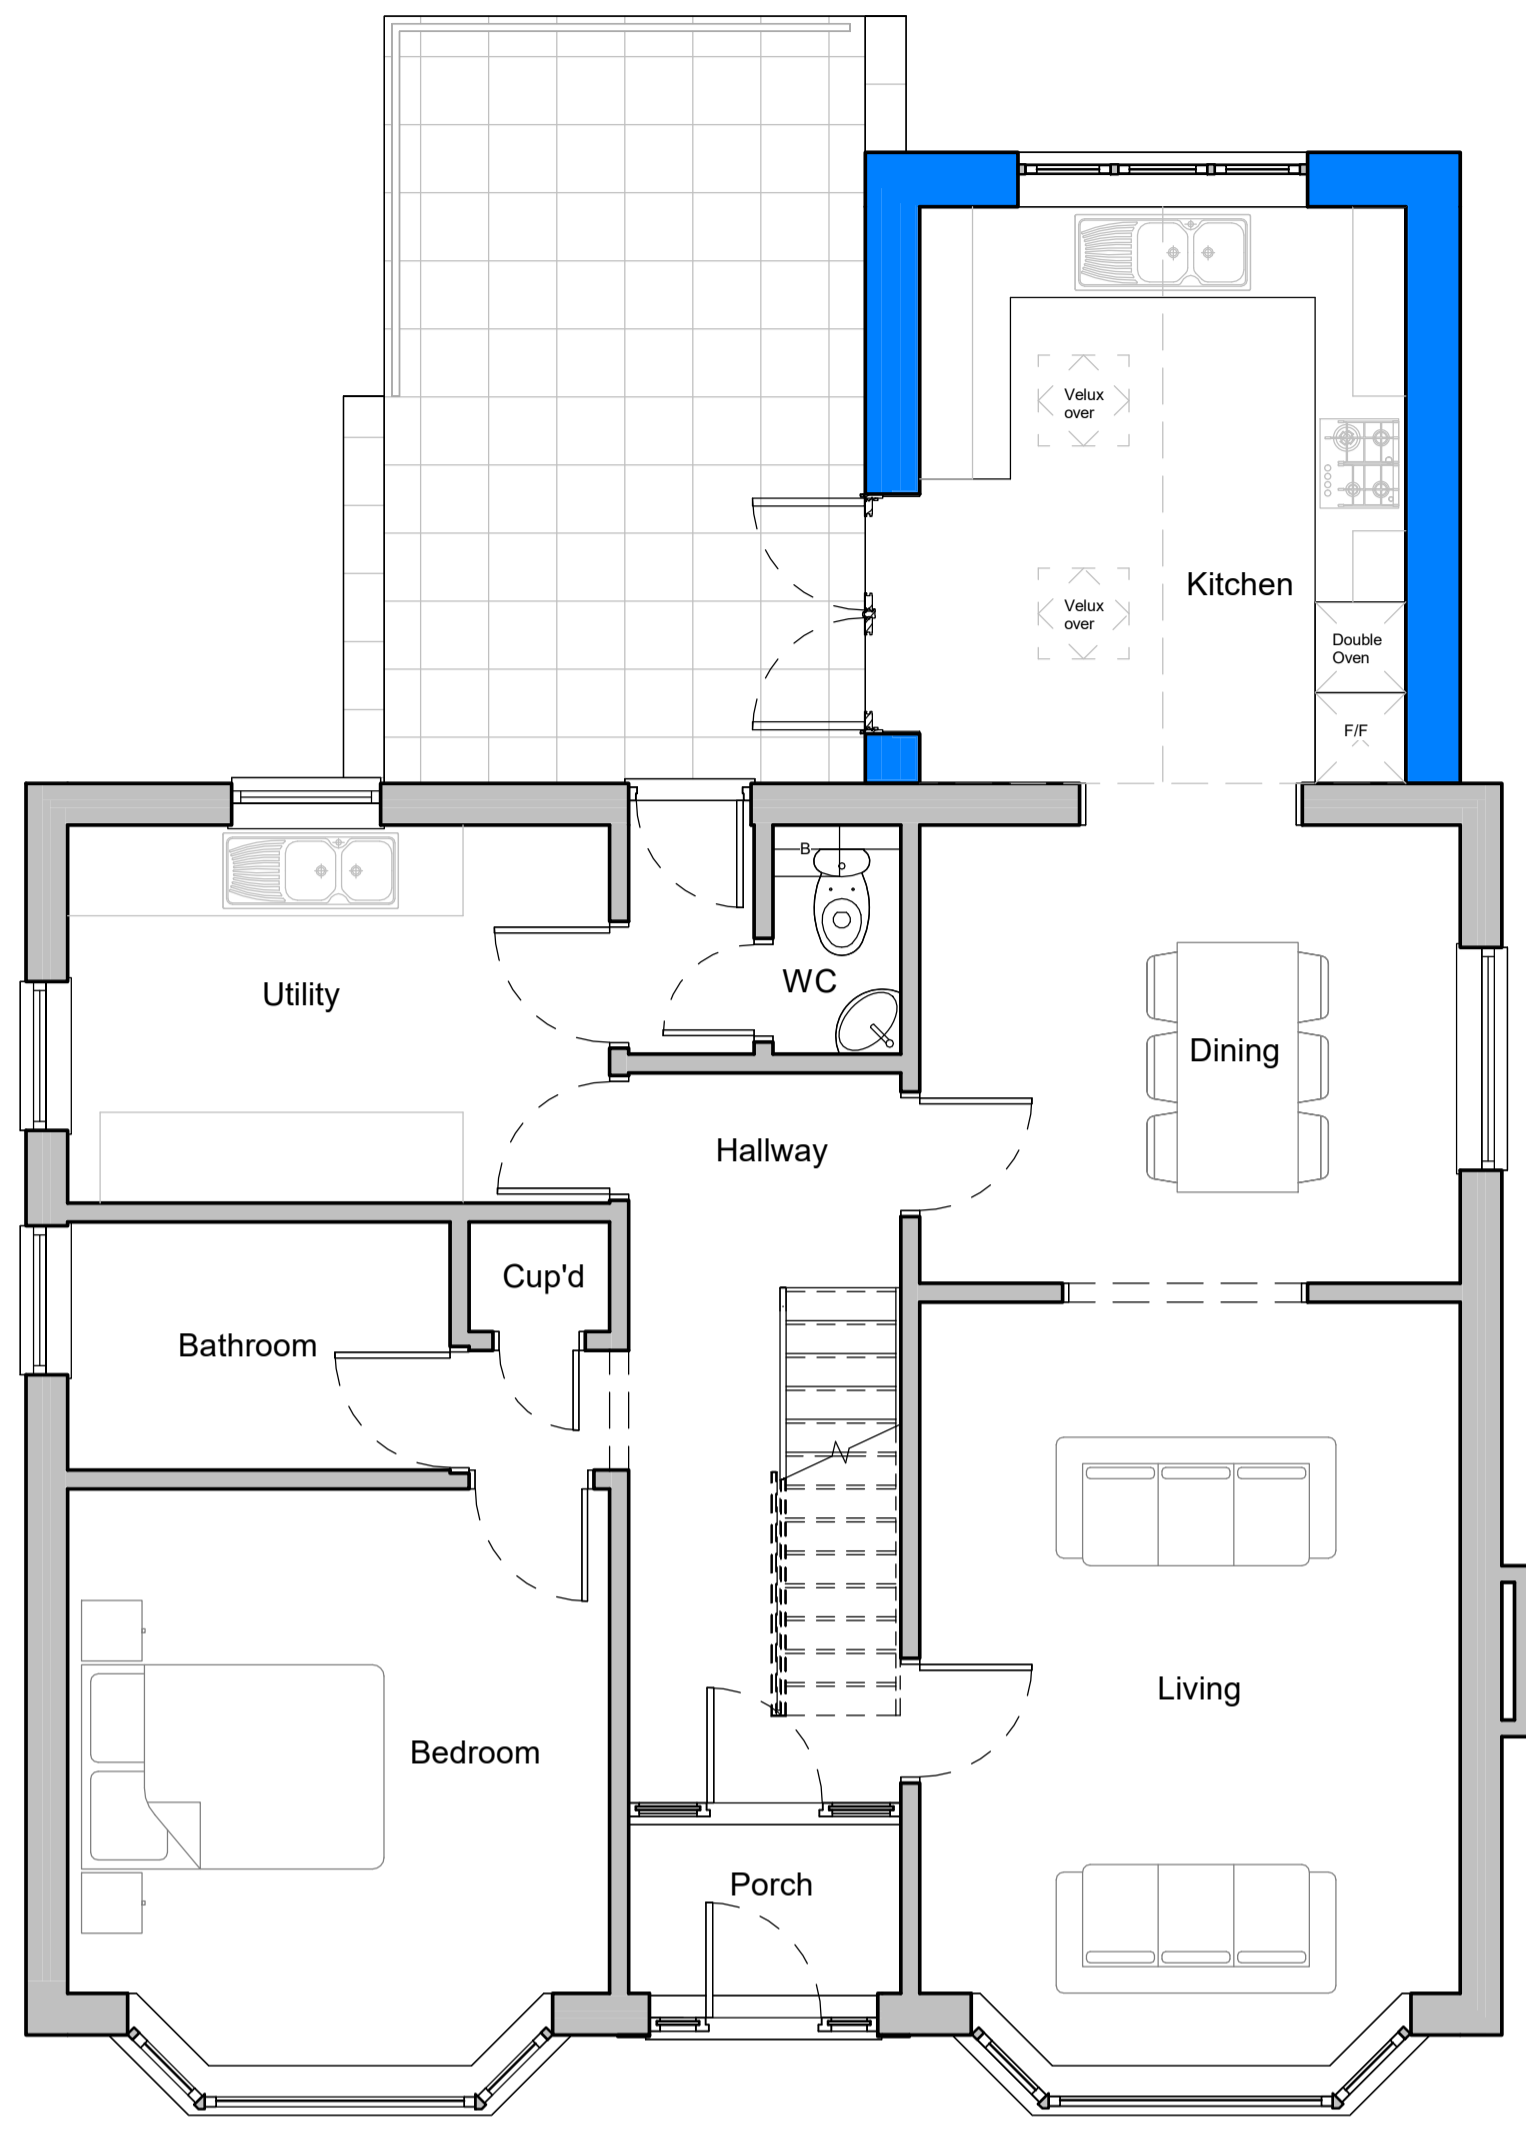 Velux
over
Kitchen
Velux
over
Double
Oven
F/F
B
WC
Utility
Dining
Hallway
Cup'd
Bathroom
Living
Bedroom
Porch